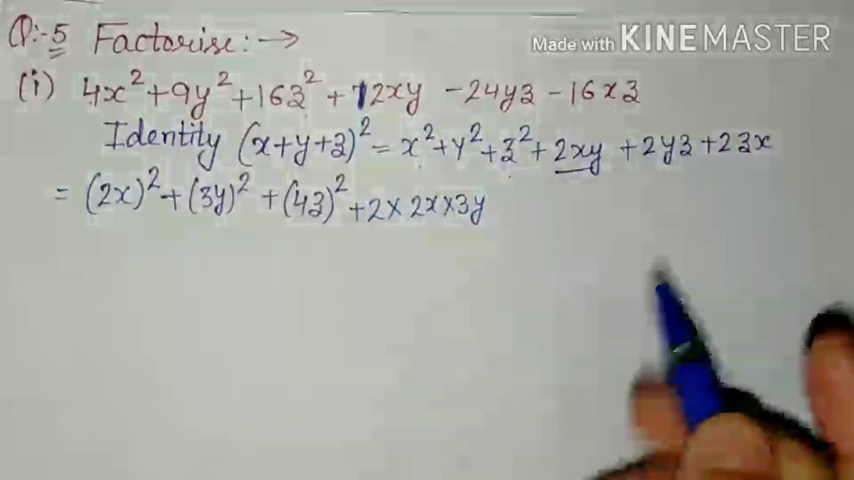 Q:-5 Factorise:→
Made with KINEMASTER
(i) 4x²+9y²+16z²+12xy -24yz -16xz
Identity (x+y+z)²=x²+y²+z²+2xy+2yz+2zx
= (2x)²+(3y)²+(4z)²+2×2x×3y